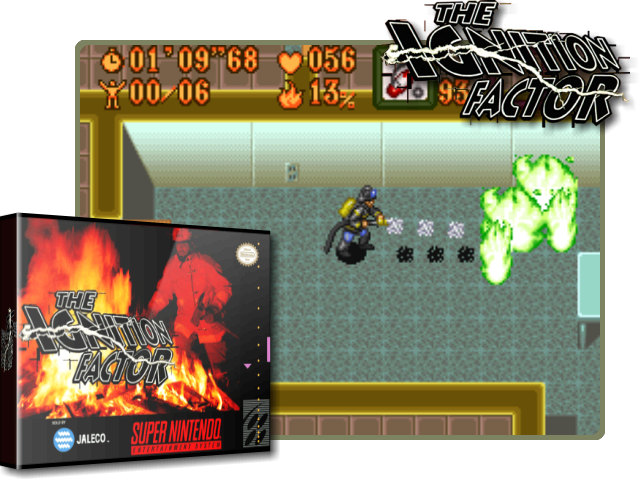 THE
IGNITION
FACTOR
01'09"68
056
93
00/06
13%
THE
IGNITION
FACTOR
JALECO
SUPER NINTENDO
ENTERTAINMENT SYSTEM